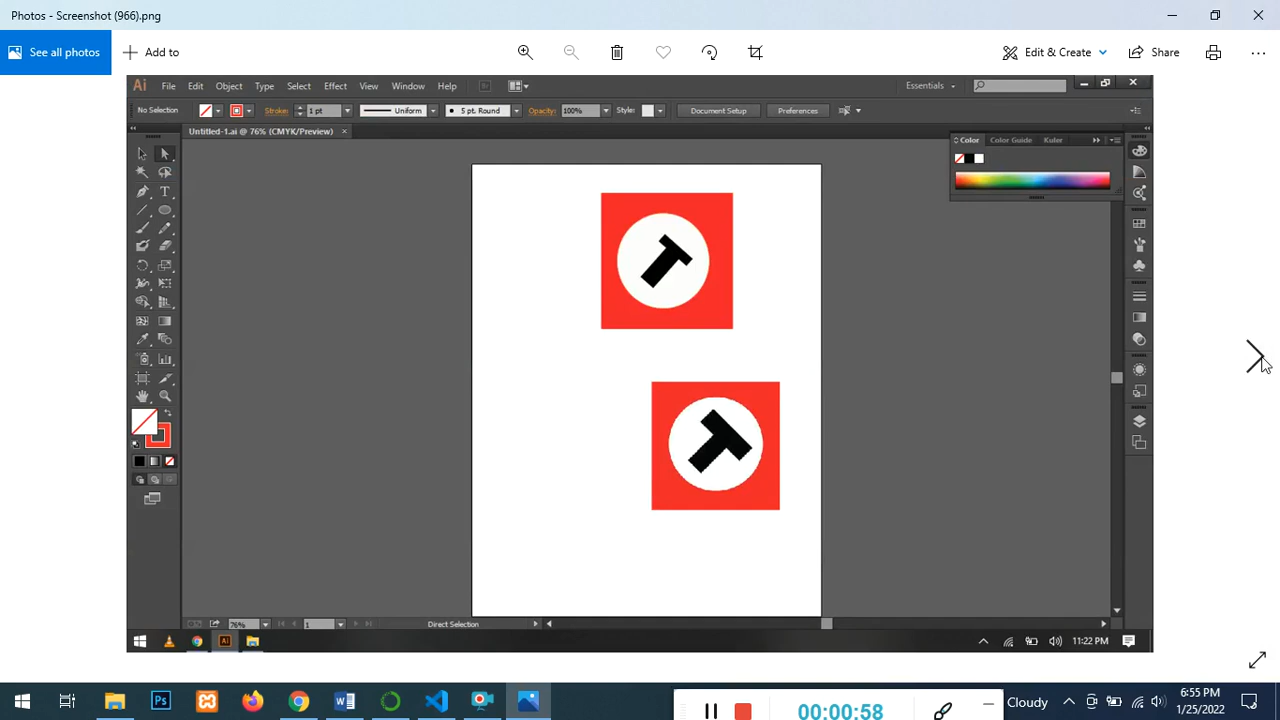 Photos - Screenshot (966).png
See all photos
Add to
Edit & Create
Share
Ai File Edit Object Type Select Effect View Window Help
Essentials
No Selection
Stroke:
1 pt
Uniform
5 pt. Round
Opacity:
100%
Style:
Document Setup
Preferences
Untitled-1.ai @ 76% (CMYK/Preview)
Color
Color Guide
Kuler
T
76%
1
Direct Selection
Ai
11:22 PM
Ps
W
00:00:58
Cloudy
6:55 PM
1/25/2022